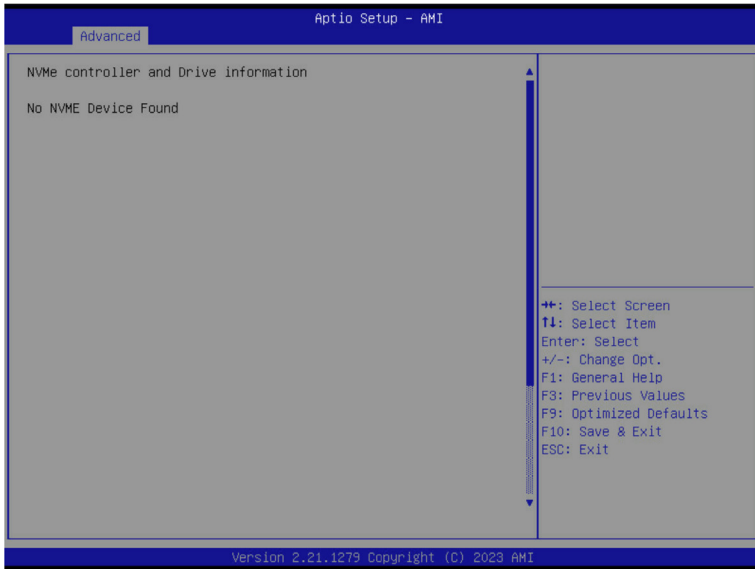 Aptio Setup - AMI
Advanced
NVMe controller and Drive information
No NVME Device Found
→←: Select Screen
↑↓: Select Item
Enter: Select
+/-: Change Opt.
F1: General Help
F3: Previous Values
F9: Optimized Defaults
F10: Save & Exit
ESC: Exit
Version 2.21.1279 Copyright (C) 2023 AMI